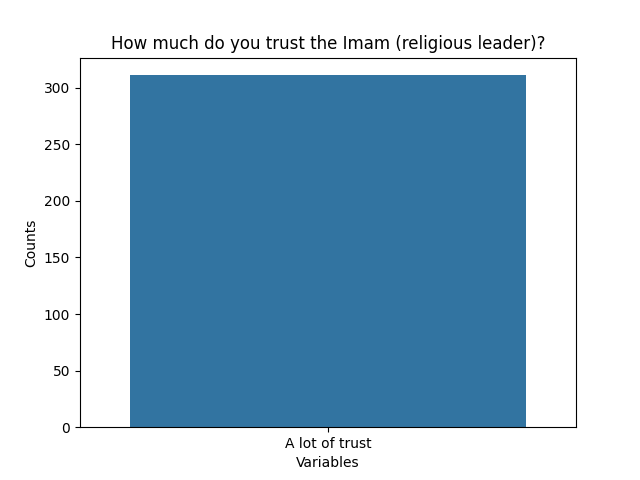 How much do you trust the Imam (religious leader)?
300
250
200
150
100
50
0
Counts
A lot of trust
Variables